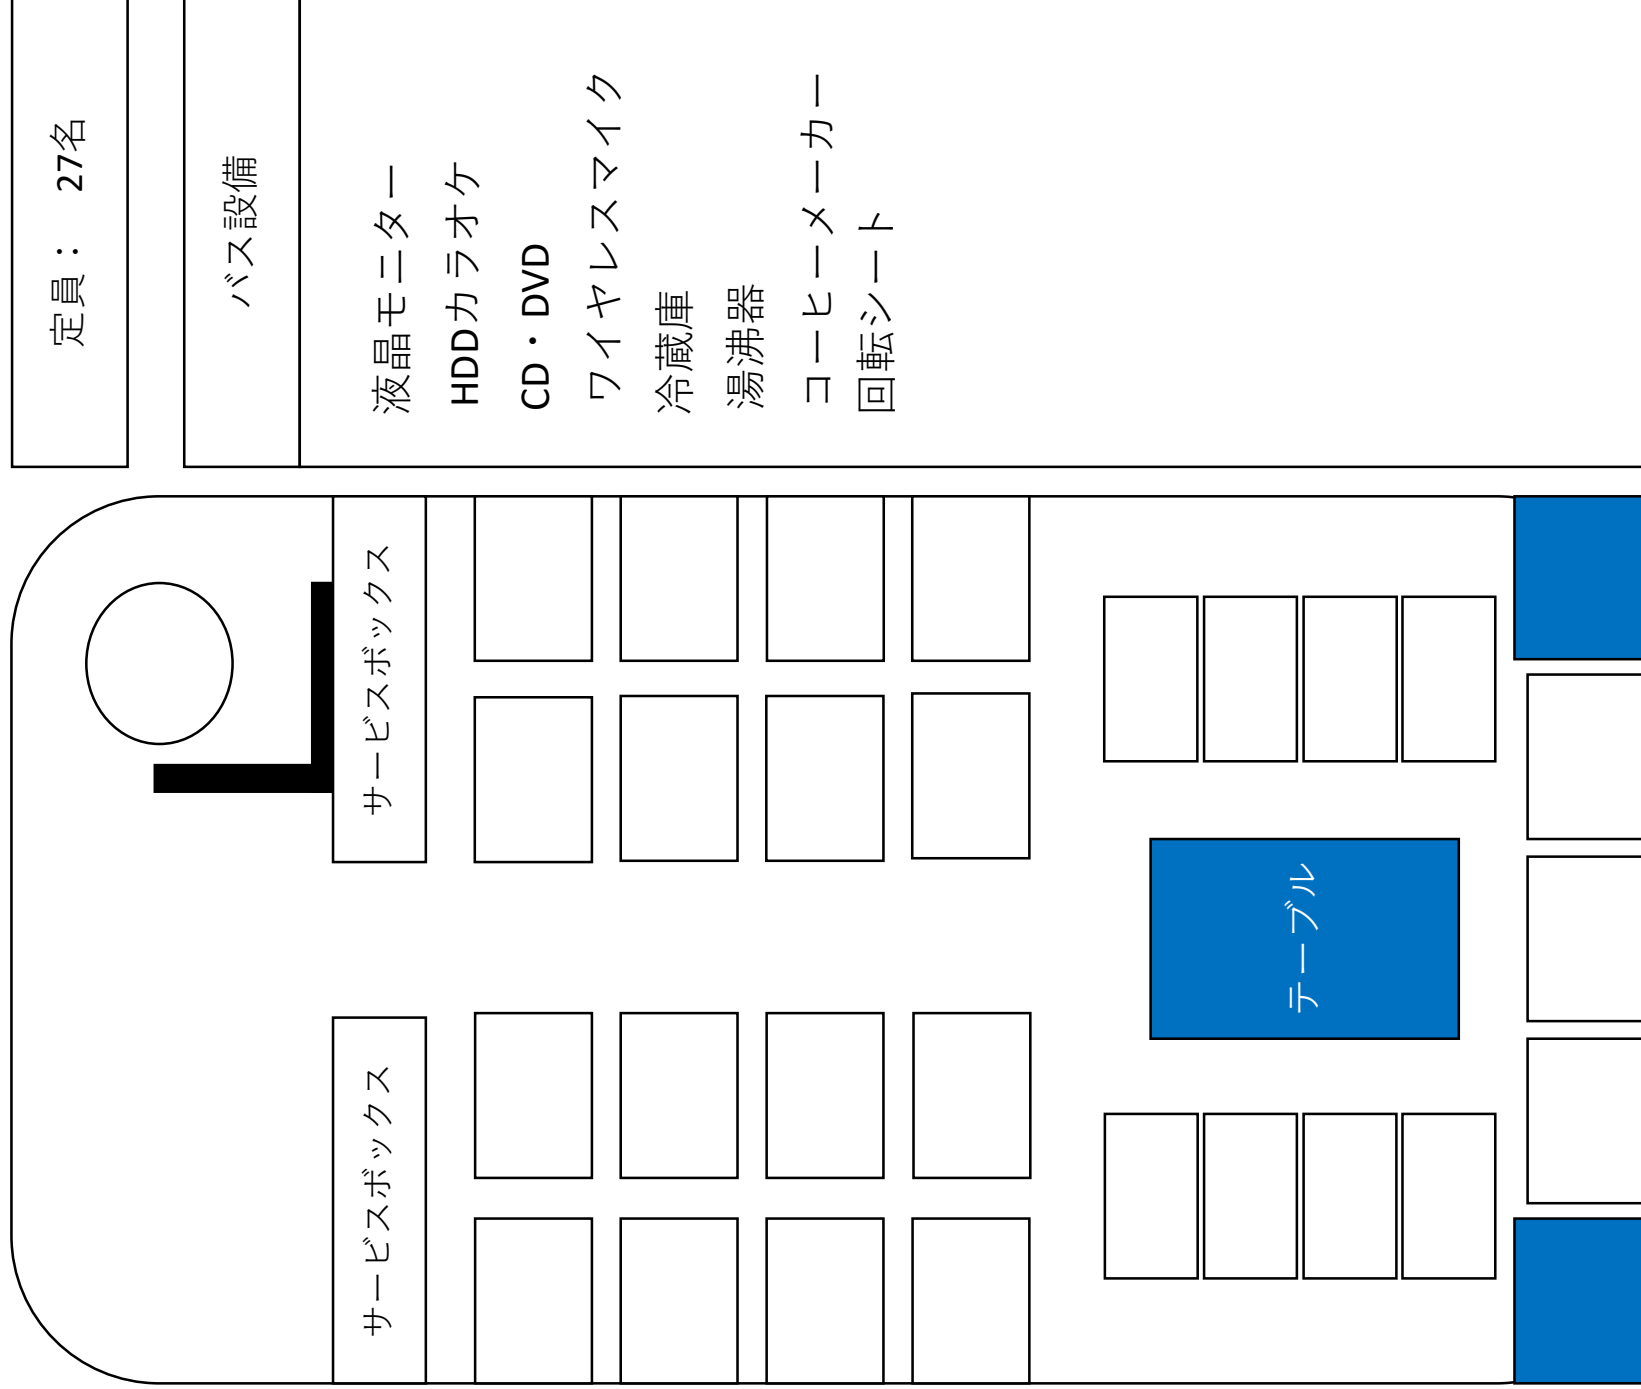 定員： 27名
バス設備
液晶モニター
HDDカラオケ
CD・DVD
ワイヤレスマイク
冷蔵庫
湯沸器
コーヒーメーカー
回転シート
サービスボックス
サービスボックス
テーブル